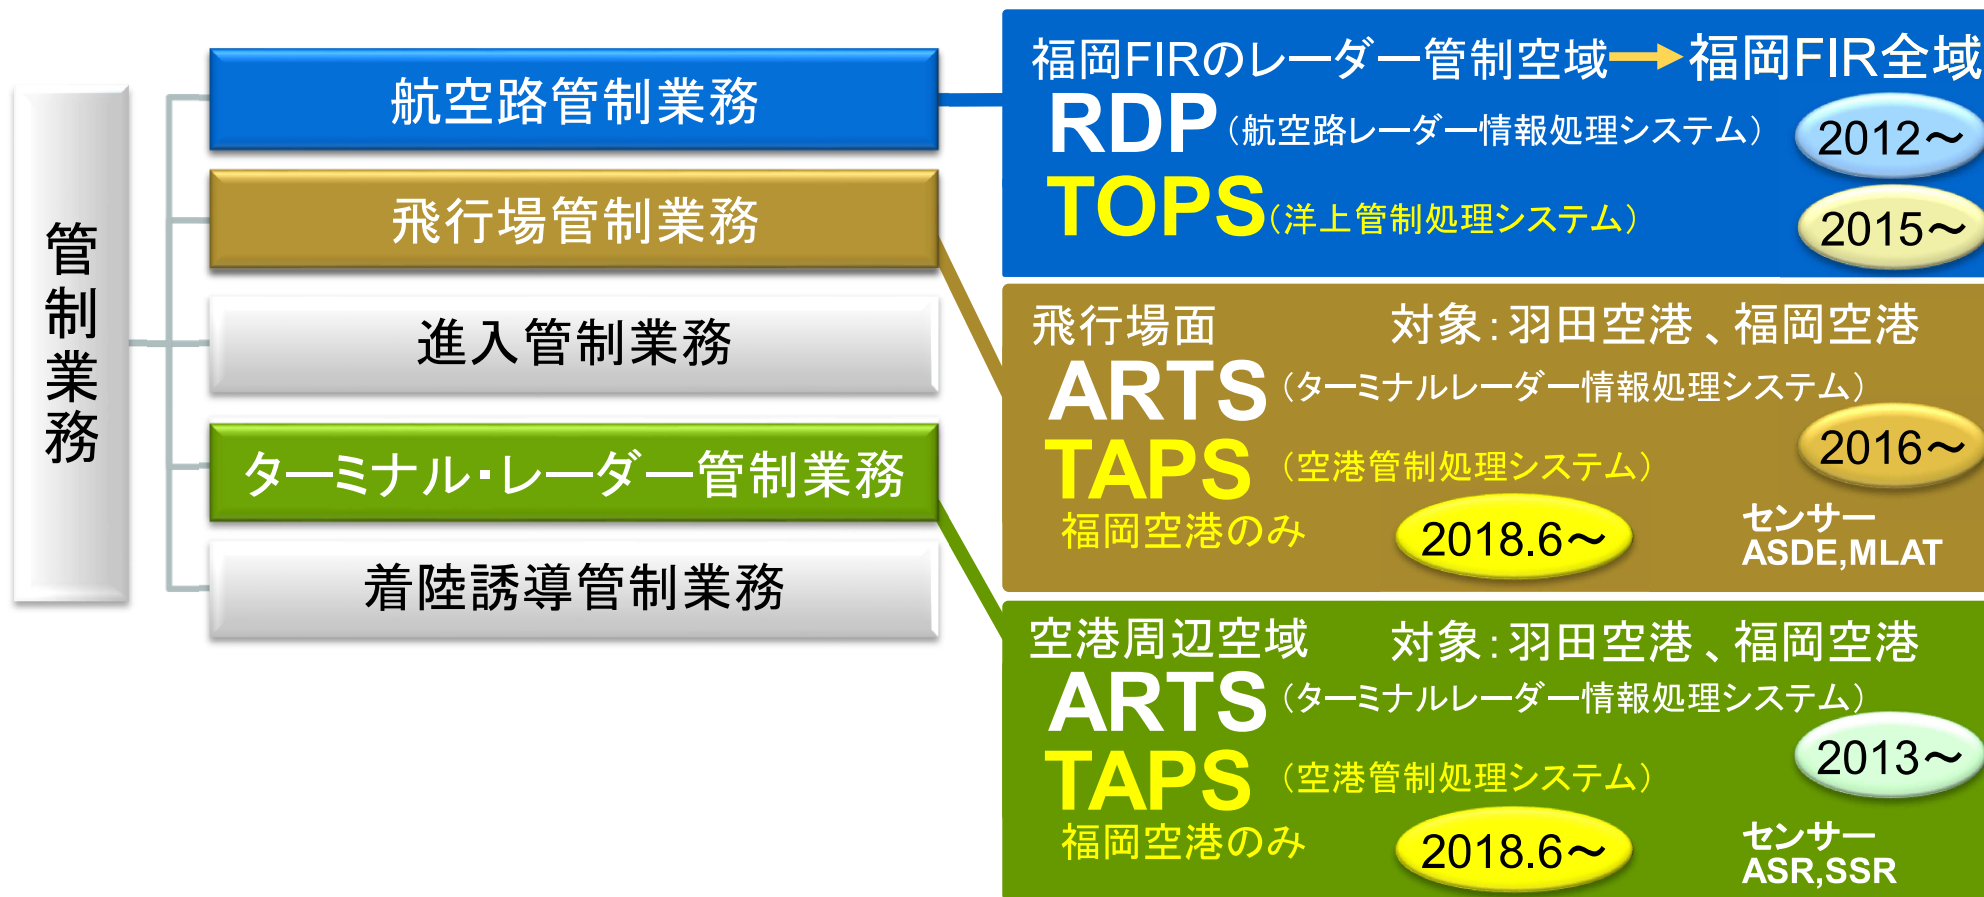 管制業務
航空路管制業務
飛行場管制業務
進入管制業務
ターミナル・レーダー管制業務
着陸誘導管制業務
福岡FIRのレーダー管制空域→福岡FIR全域
RDP（航空路レーダー情報処理システム）
2012～
TOPS（洋上管制処理システム）
2015～
飛行場面 対象：羽田空港、福岡空港
ARTS（ターミナルレーダー情報処理システム）
2016～
TAPS（空港管制処理システム）
福岡空港のみ
2018.6～
センサー
ASDE,MLAT
空港周辺空域 対象：羽田空港、福岡空港
ARTS（ターミナルレーダー情報処理システム）
2013～
TAPS（空港管制処理システム）
福岡空港のみ
2018.6～
センサー
ASR,SSR